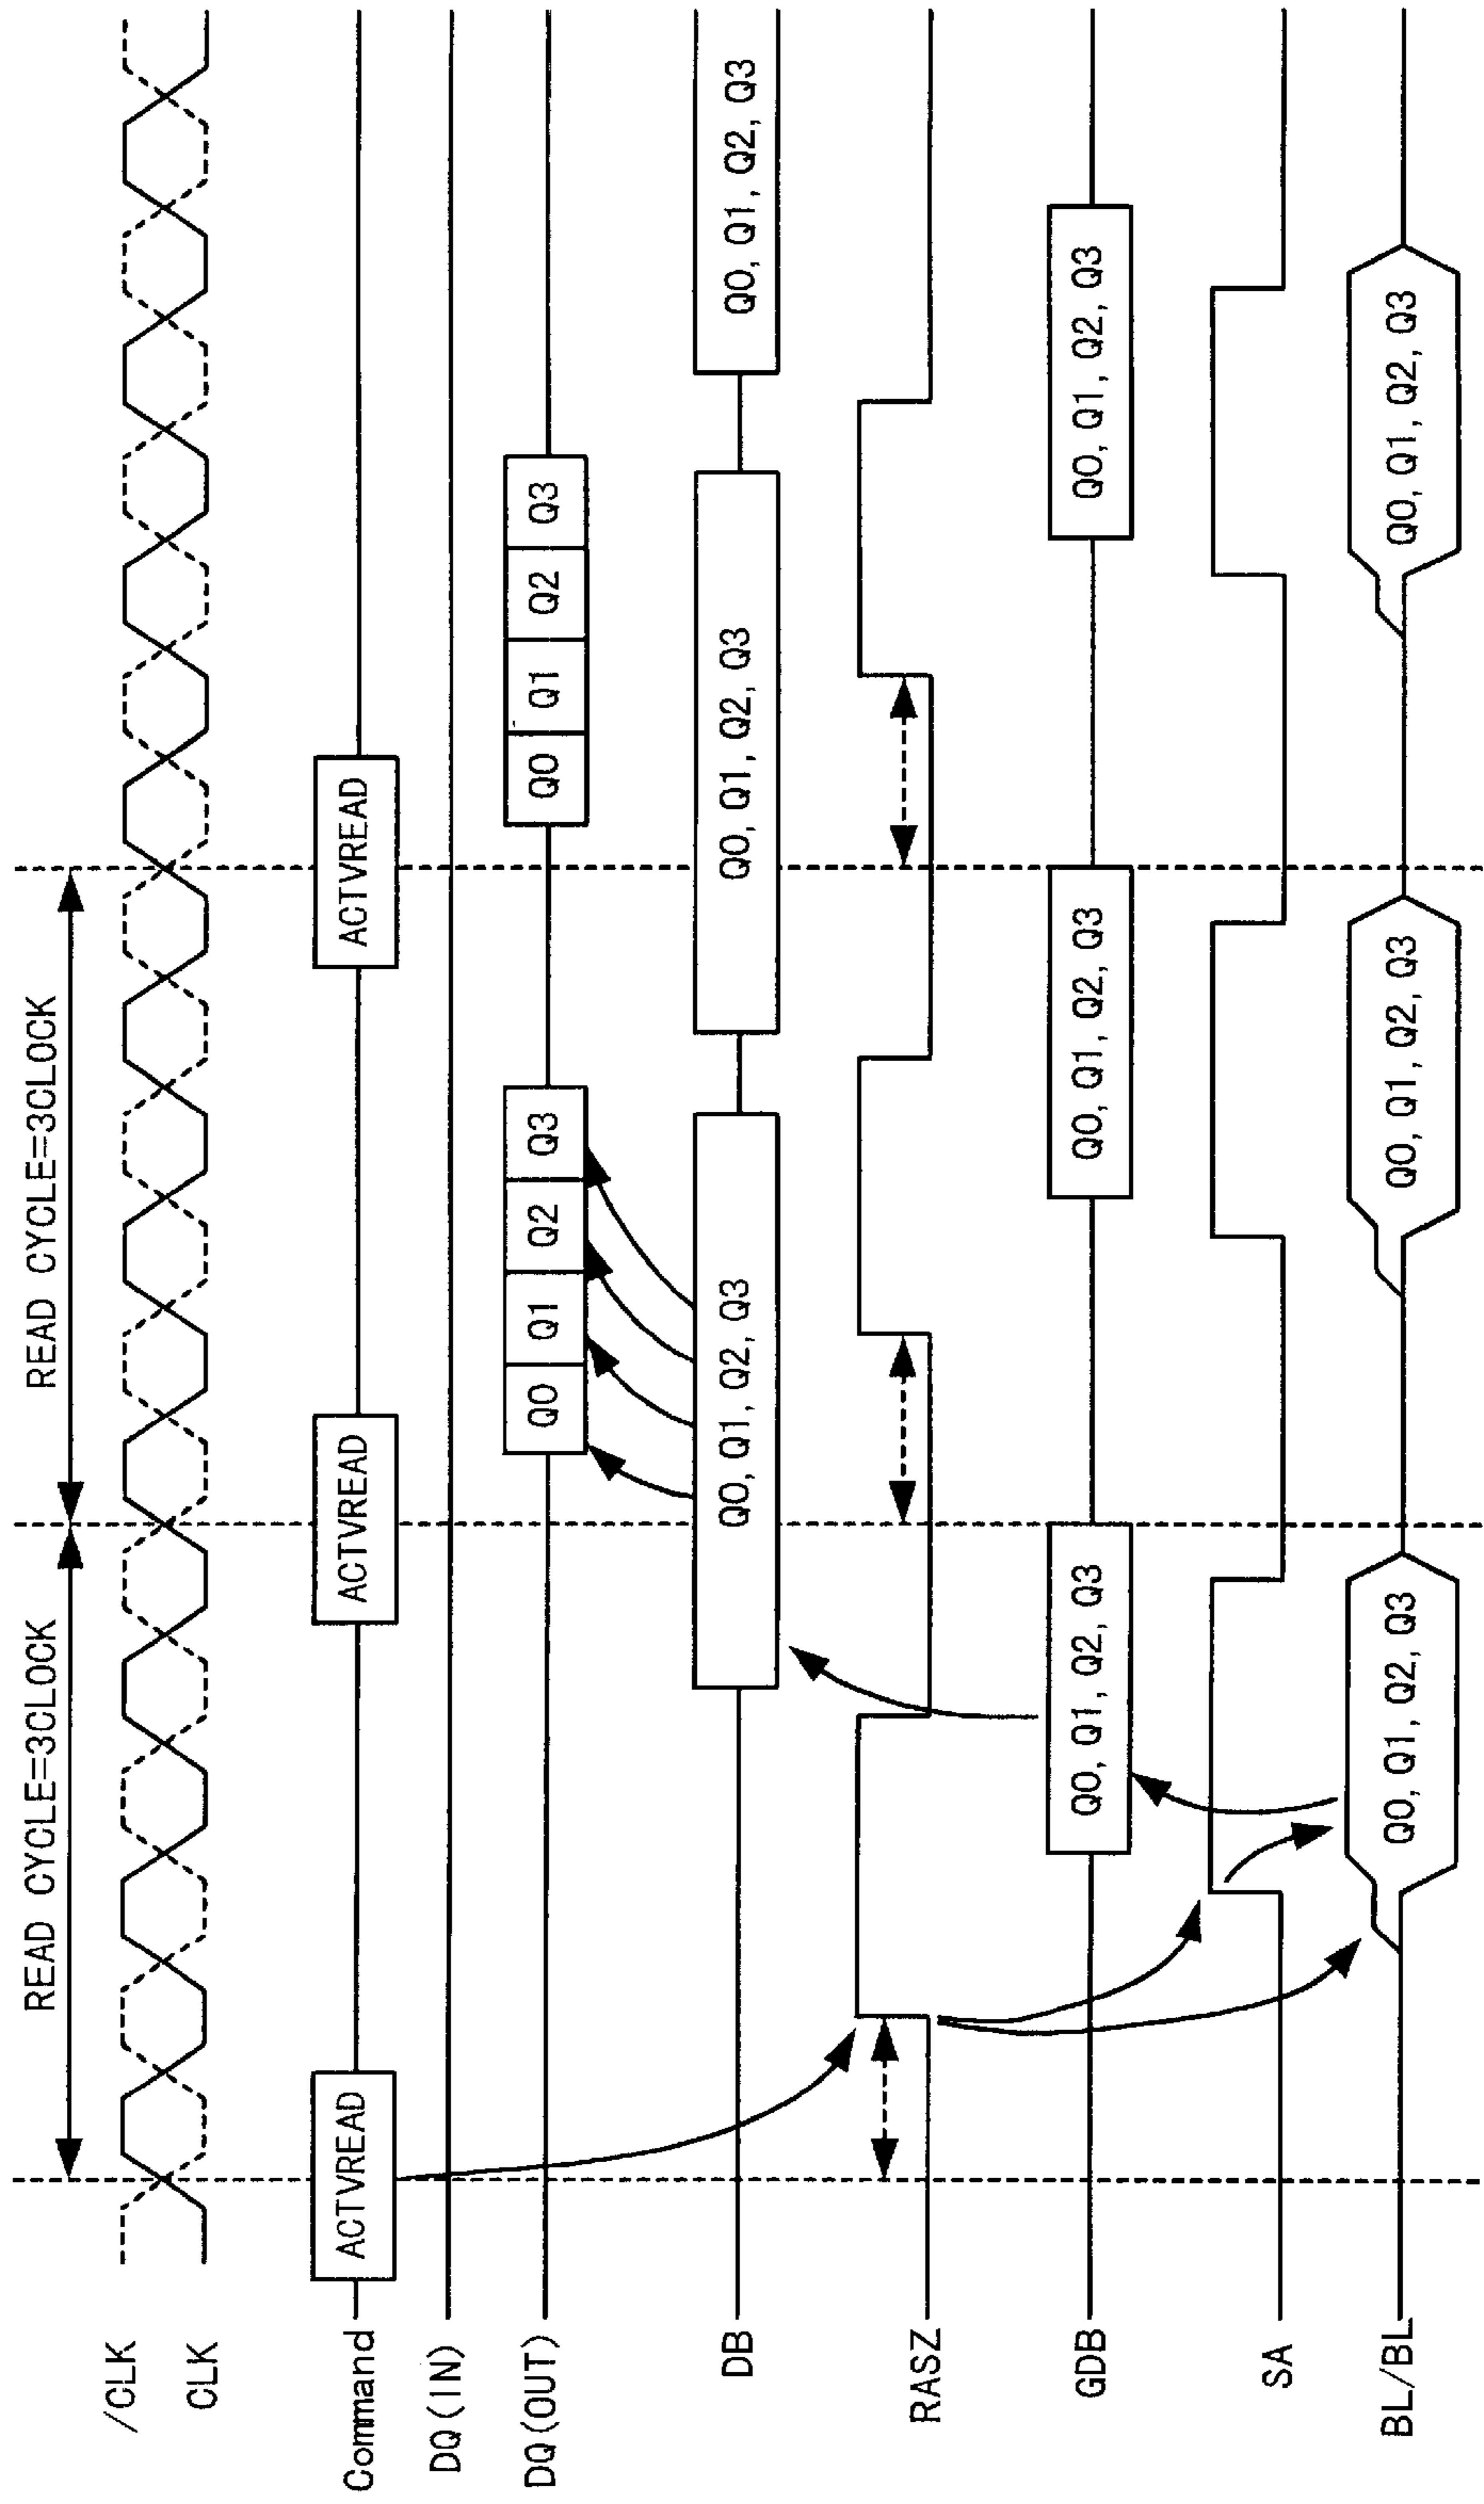 READ CYCLE=3CLOCK
READ CYCLE=3CLOCK
/CLK
CLK
Command
ACTVREAD
ACTVREAD
ACTVREAD
DQ(IN)
DQ(OUT)
Q0
Q1
Q2
Q3
Q0
Q1
Q2
Q3
DB
Q0, Q1, Q2, Q3
Q0, Q1, Q2, Q3
Q0, Q1, Q2, Q3
RASZ
GDB
Q0, Q1, Q2, Q3
Q0, Q1, Q2, Q3
Q0, Q1, Q2, Q3
SA
BL/BL
Q0, Q1, Q2, Q3
Q0, Q1, Q2, Q3
Q0, Q1, Q2, Q3